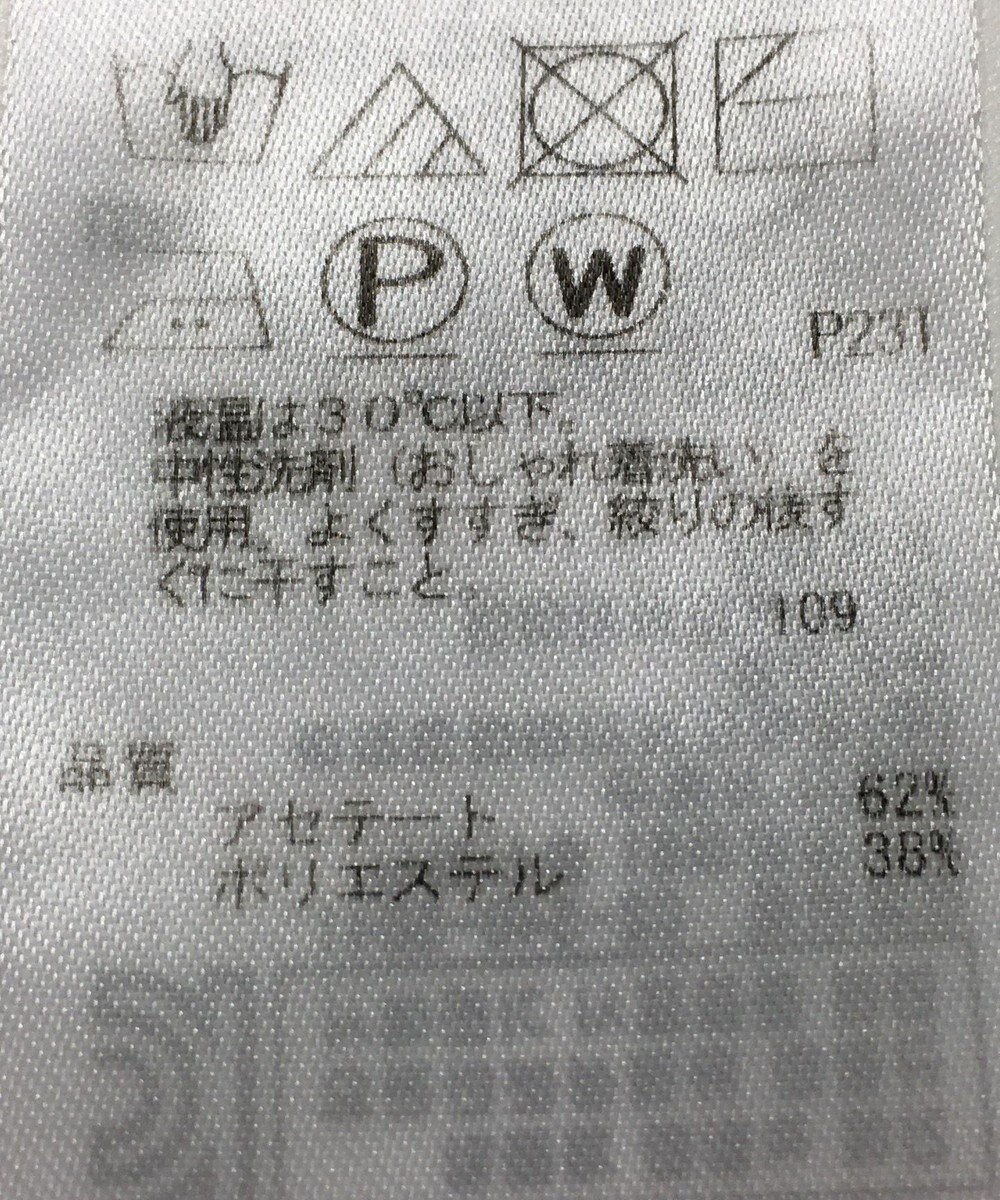 P
W
P231
液温は30℃以下。
中性洗剤（おしゃれ着洗い）を
使用、よくすすぎ、絞りの後す
ぐに干すこと。
109
品質
アセテート 62%
ポリエステル 38%